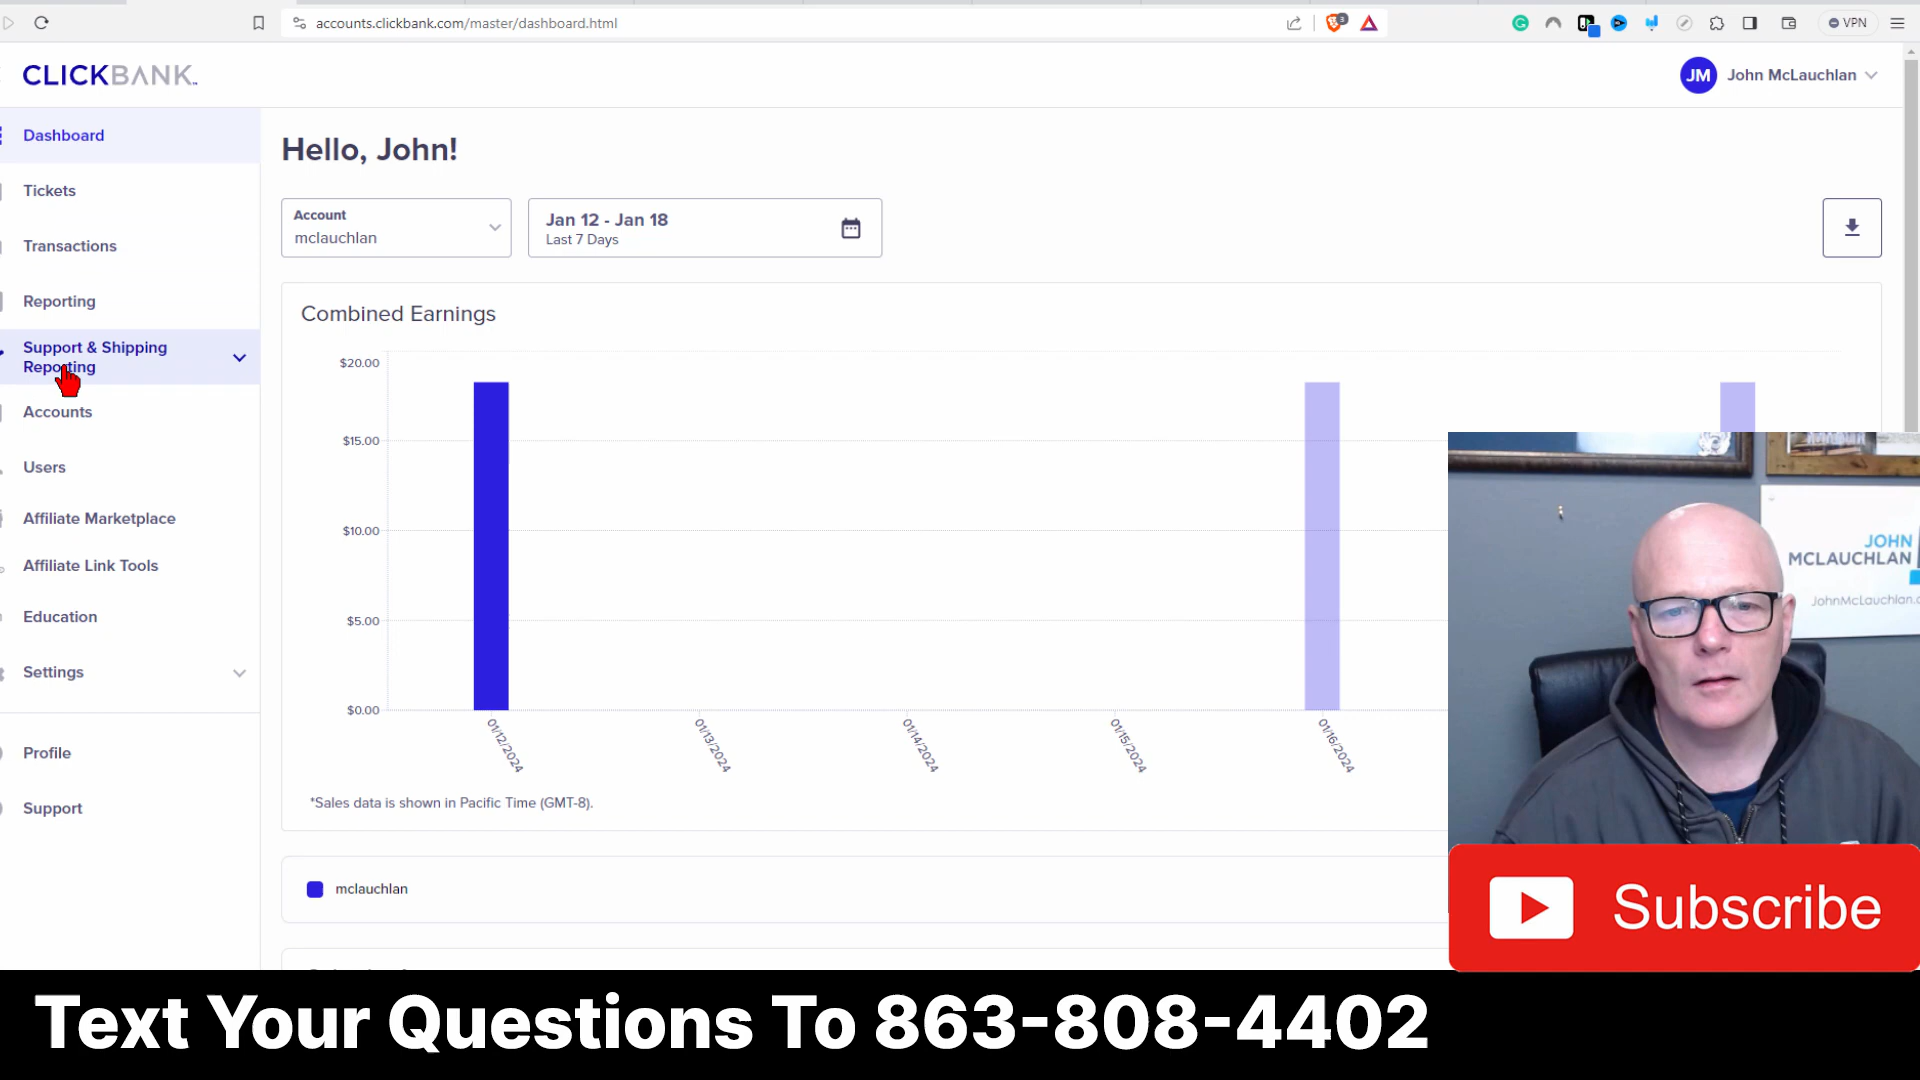 accounts.clickbank.com/master/dashboard.html
3
VPN
CLICKBANK
JM
John McLauchlan
Dashboard
Tickets
Transactions
Reporting
Support & Shipping
Reporting
Accounts
Users
Affiliate Marketplace
Affiliate Link Tools
Education
Settings
Profile
Support
Hello, John!
Account
mclauchlan
Jan 12 - Jan 18
Last 7 Days
Combined Earnings
$20.00
$15.00
$10.00
$5.00
$0.00
01/12/2024
01/13/2024
01/14/2024
01/15/2024
01/16/2024
*Sales data is shown in Pacific Time (GMT-8).
mclauchlan
JOHN
MCLAUCHLAN
JohnMcLauchlan.
Subscribe
Text Your Questions To 863-808-4402